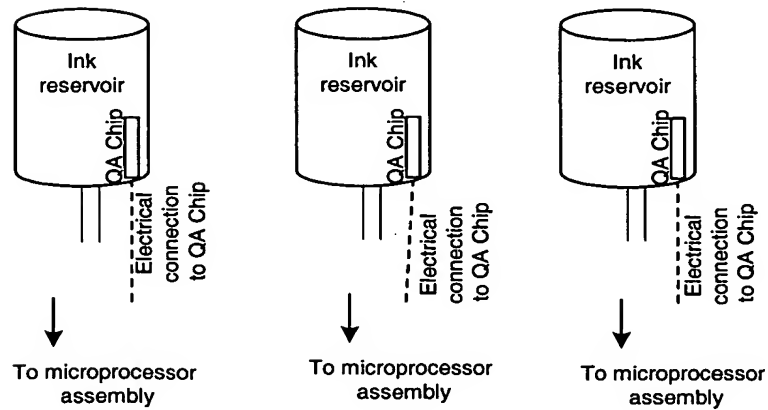 Ink
reservoir
QA Chip
Electrical
connection
to QA Chip
To microprocessor
assembly
Ink
reservoir
QA Chip
Electrical
connection
to QA Chip
To microprocessor
assembly
Ink
reservoir
QA Chip
Electrical
connection
to QA Chip
To microprocessor
assembly